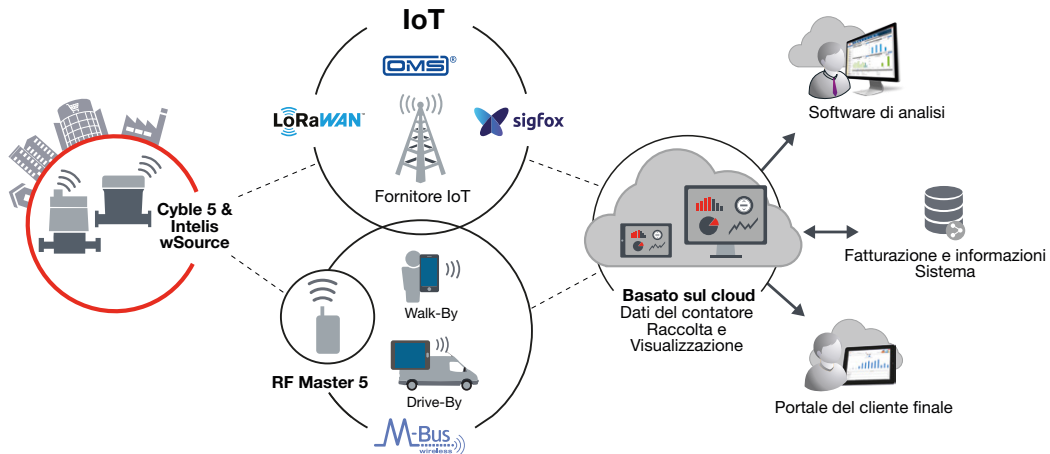 IoT
OMS®
LoRaWAN™
sigfox
Fornitore IoT
Cyble 5 &
Intelis
wSource
Walk-By
RF Master 5
Drive-By
M-Bus
wireless
Basato sul cloud
Dati del contatore
Raccolta e
Visualizzazione
Software di analisi
Fatturazione e informazioni
Sistema
Portale del cliente finale